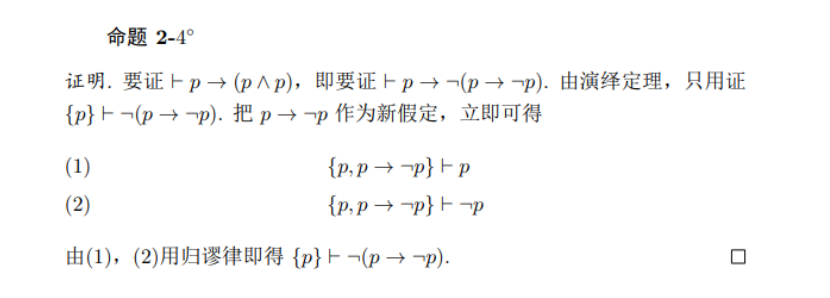 命题 2-4°
证明. 要证 ⊢ p → (p ∧ p)，即要证 ⊢ p → ¬(p → ¬p). 由演绎定理，只用证
{p} ⊢ ¬(p → ¬p). 把 p → ¬p 作为新假定，立即可得
(1) {p, p → ¬p} ⊢ p
(2) {p, p → ¬p} ⊢ ¬p
由(1)，(2)用归谬律即得 {p} ⊢ ¬(p → ¬p). □